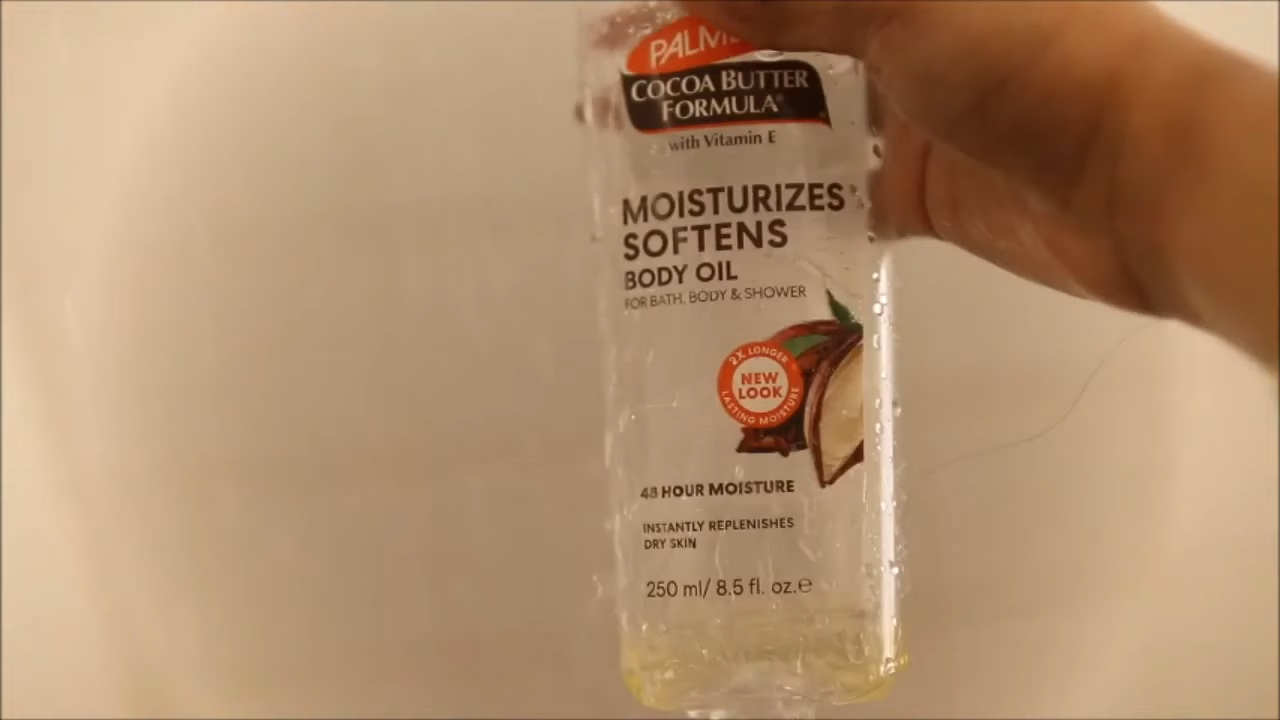 COCOA BUTTER
FORMULA®
with Vitamin E
MOISTURIZES
SOFTENS
BODY OIL
FOR BATH, BODY & SHOWER
2X LONGER
NEW
LOOK
LASTING MOISTURE
48 HOUR MOISTURE
INSTANTLY REPLENISHES
DRY SKIN
250 ml/ 8.5 fl. oz.℮